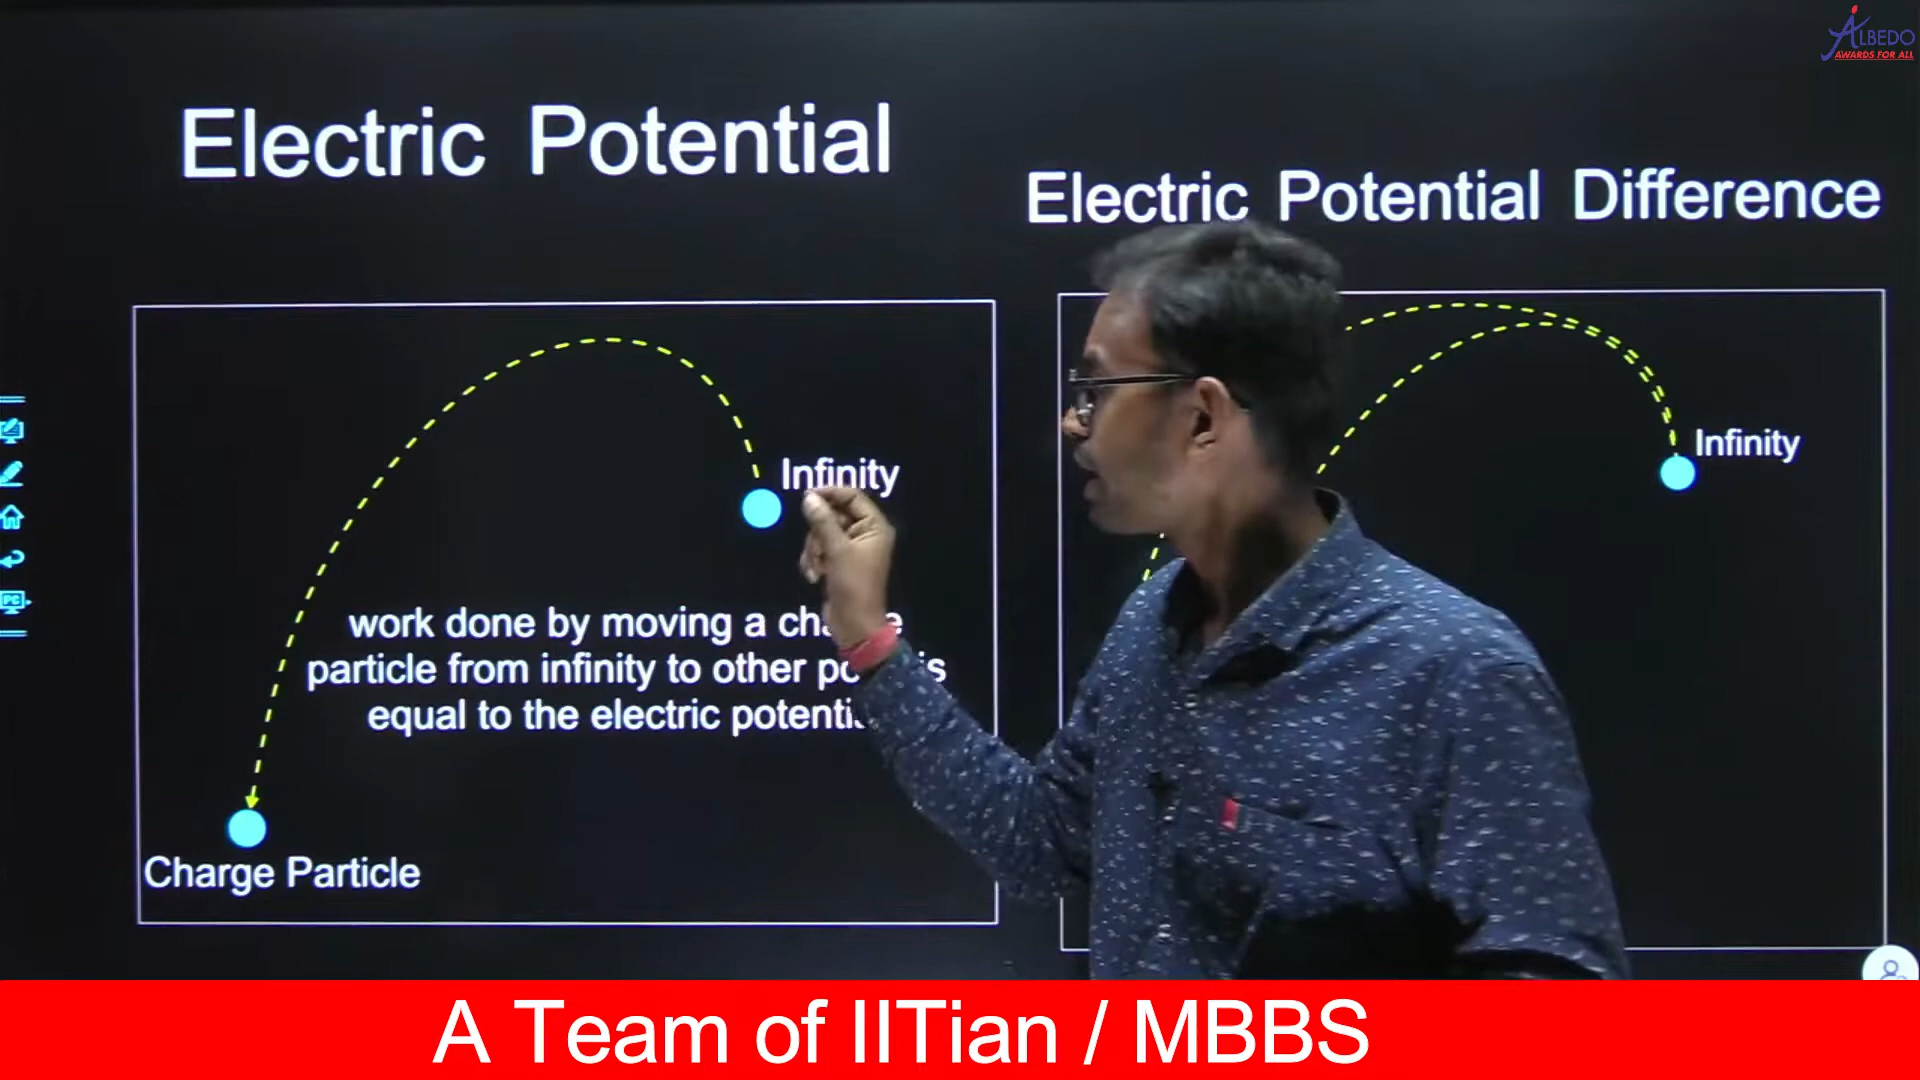 ALBEDO
AWARDS FOR ALL
Electric Potential
Electric Potential Difference
Infinity
Infinity
work done by moving a
particle from infinity to other
equal to the electric
Charge Particle
PC
A Team of IITian / MBBS